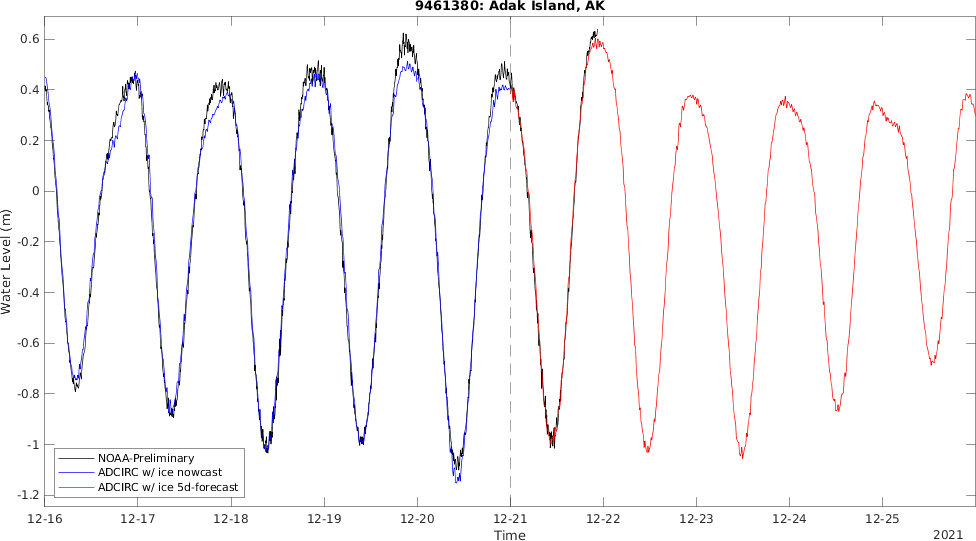 9461380: Adak Island, AK
0.6
0.4
0.2
0
-0.2
-0.4
-0.6
-0.8
-1
-1.2
Water Level (m)
NOAA-Preliminary
ADCIRC w/ ice nowcast
ADCIRC w/ ice 5d-forecast
12-16 12-17 12-18 12-19 12-20 12-21 12-22 12-23 12-24 12-25
Time
2021